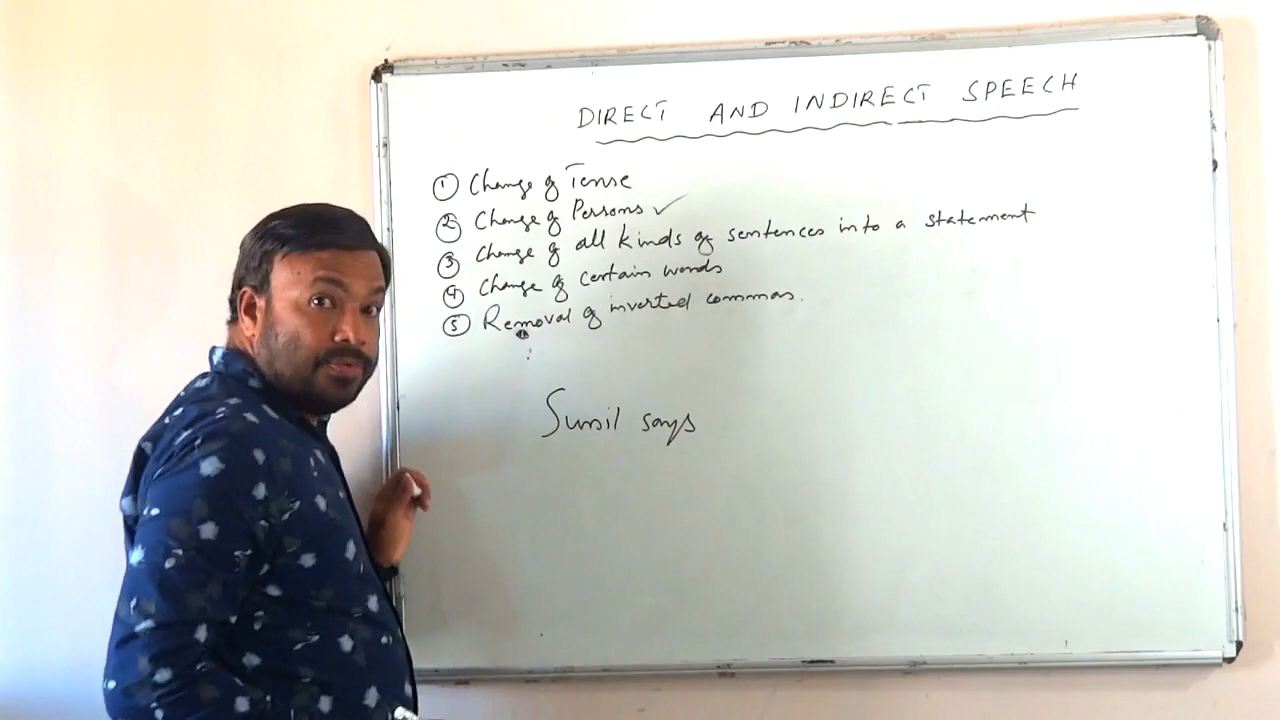 DIRECT AND INDIRECT SPEECH
① Change of Tense
② Change of Persons ✓
③ Change of all kinds of sentences into a statement
④ Change of certain words
⑤ Removal of inverted commas.
Sunil says